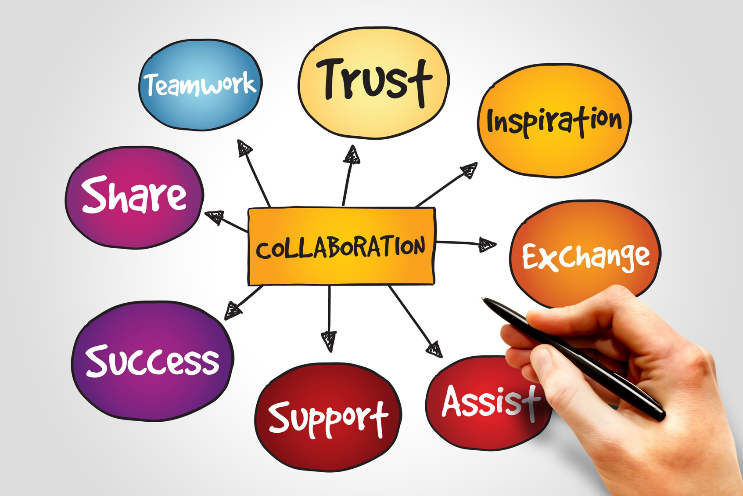 Teamwork
Trust
Inspiration
Share
COLLABORATION
Exchange
Success
Support
Assist